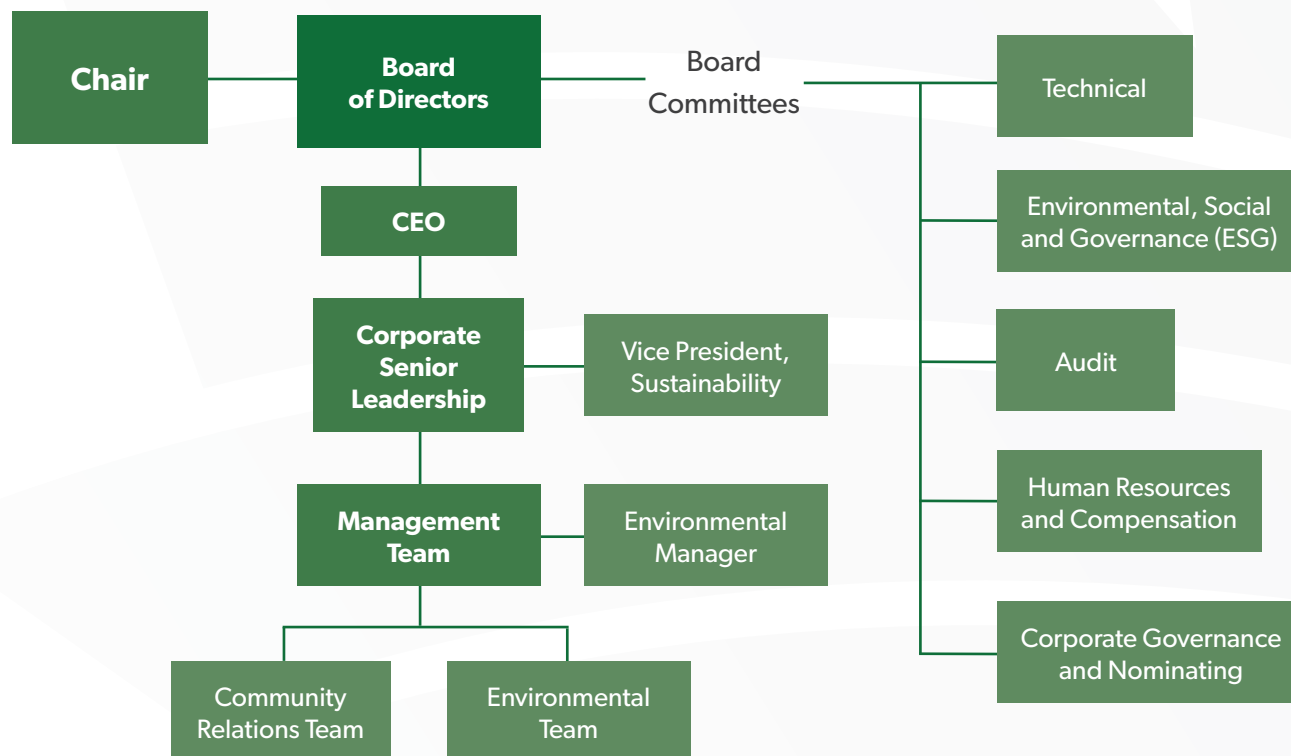 Chair
Board
of Directors
Board
Committees
Technical
CEO
Environmental, Social
and Governance (ESG)
Corporate
Senior
Leadership
Vice President,
Sustainability
Audit
Management
Team
Environmental
Manager
Human Resources
and Compensation
Community
Relations Team
Environmental
Team
Corporate Governance
and Nominating